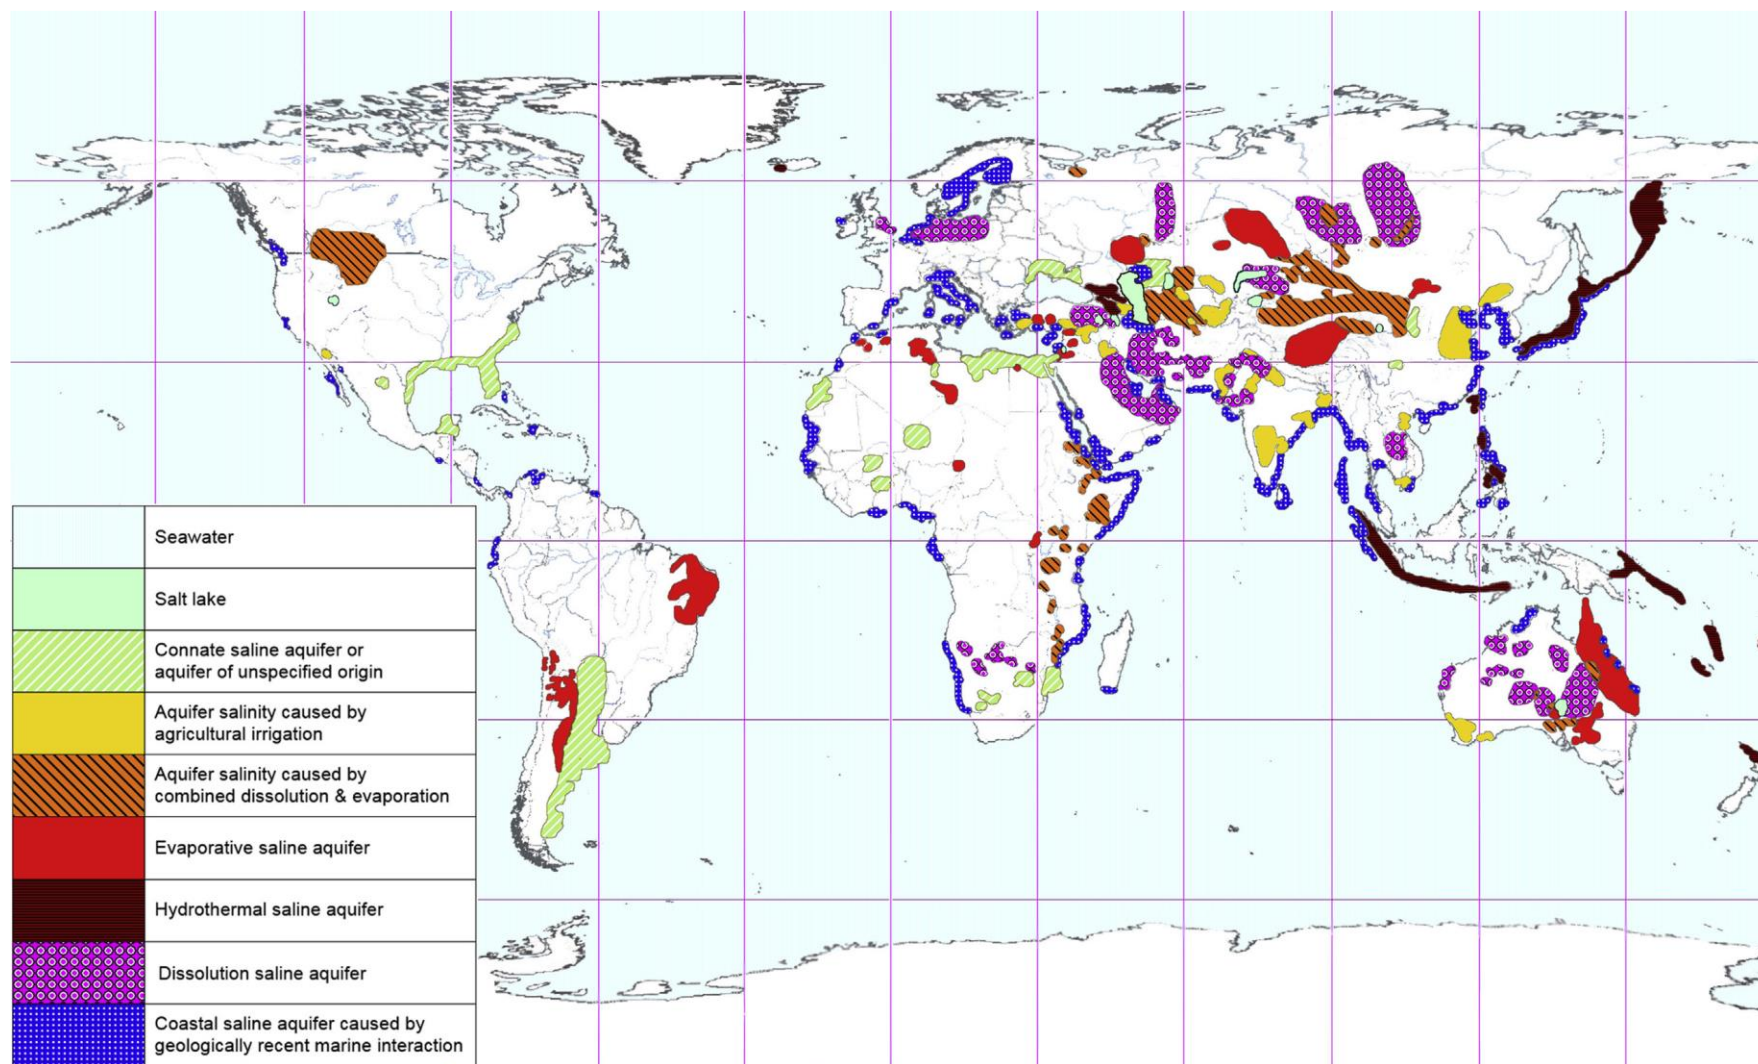 Seawater
Salt lake
Connate saline aquifer or
aquifer of unspecified origin
Aquifer salinity caused by
agricultural irrigation
Aquifer salinity caused by
combined dissolution & evaporation
Evaporative saline aquifer
Hydrothermal saline aquifer
Dissolution saline aquifer
Coastal saline aquifer caused by
geologically recent marine interaction